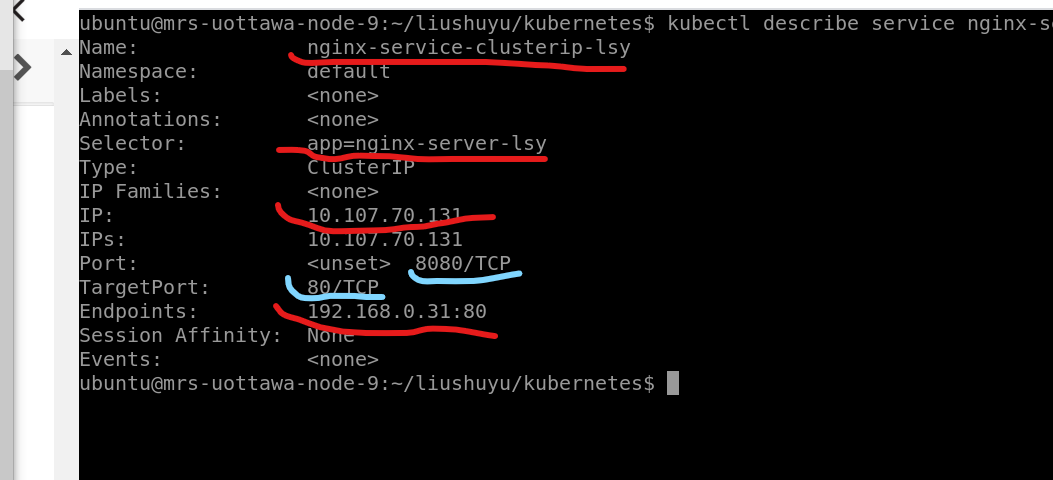 ubuntu@mrs-uottawa-node-9:~/liushuyu/kubernetes$ kubectl describe service nginx-s
Name: nginx-service-clusterip-lsy
Namespace: default
Labels: <none>
Annotations: <none>
Selector: app=nginx-server-lsy
Type: ClusterIP
IP Families: <none>
IP: 10.107.70.131
IPs: 10.107.70.131
Port: <unset> 8080/TCP
TargetPort: 80/TCP
Endpoints: 192.168.0.31:80
Session Affinity: None
Events: <none>
ubuntu@mrs-uottawa-node-9:~/liushuyu/kubernetes$